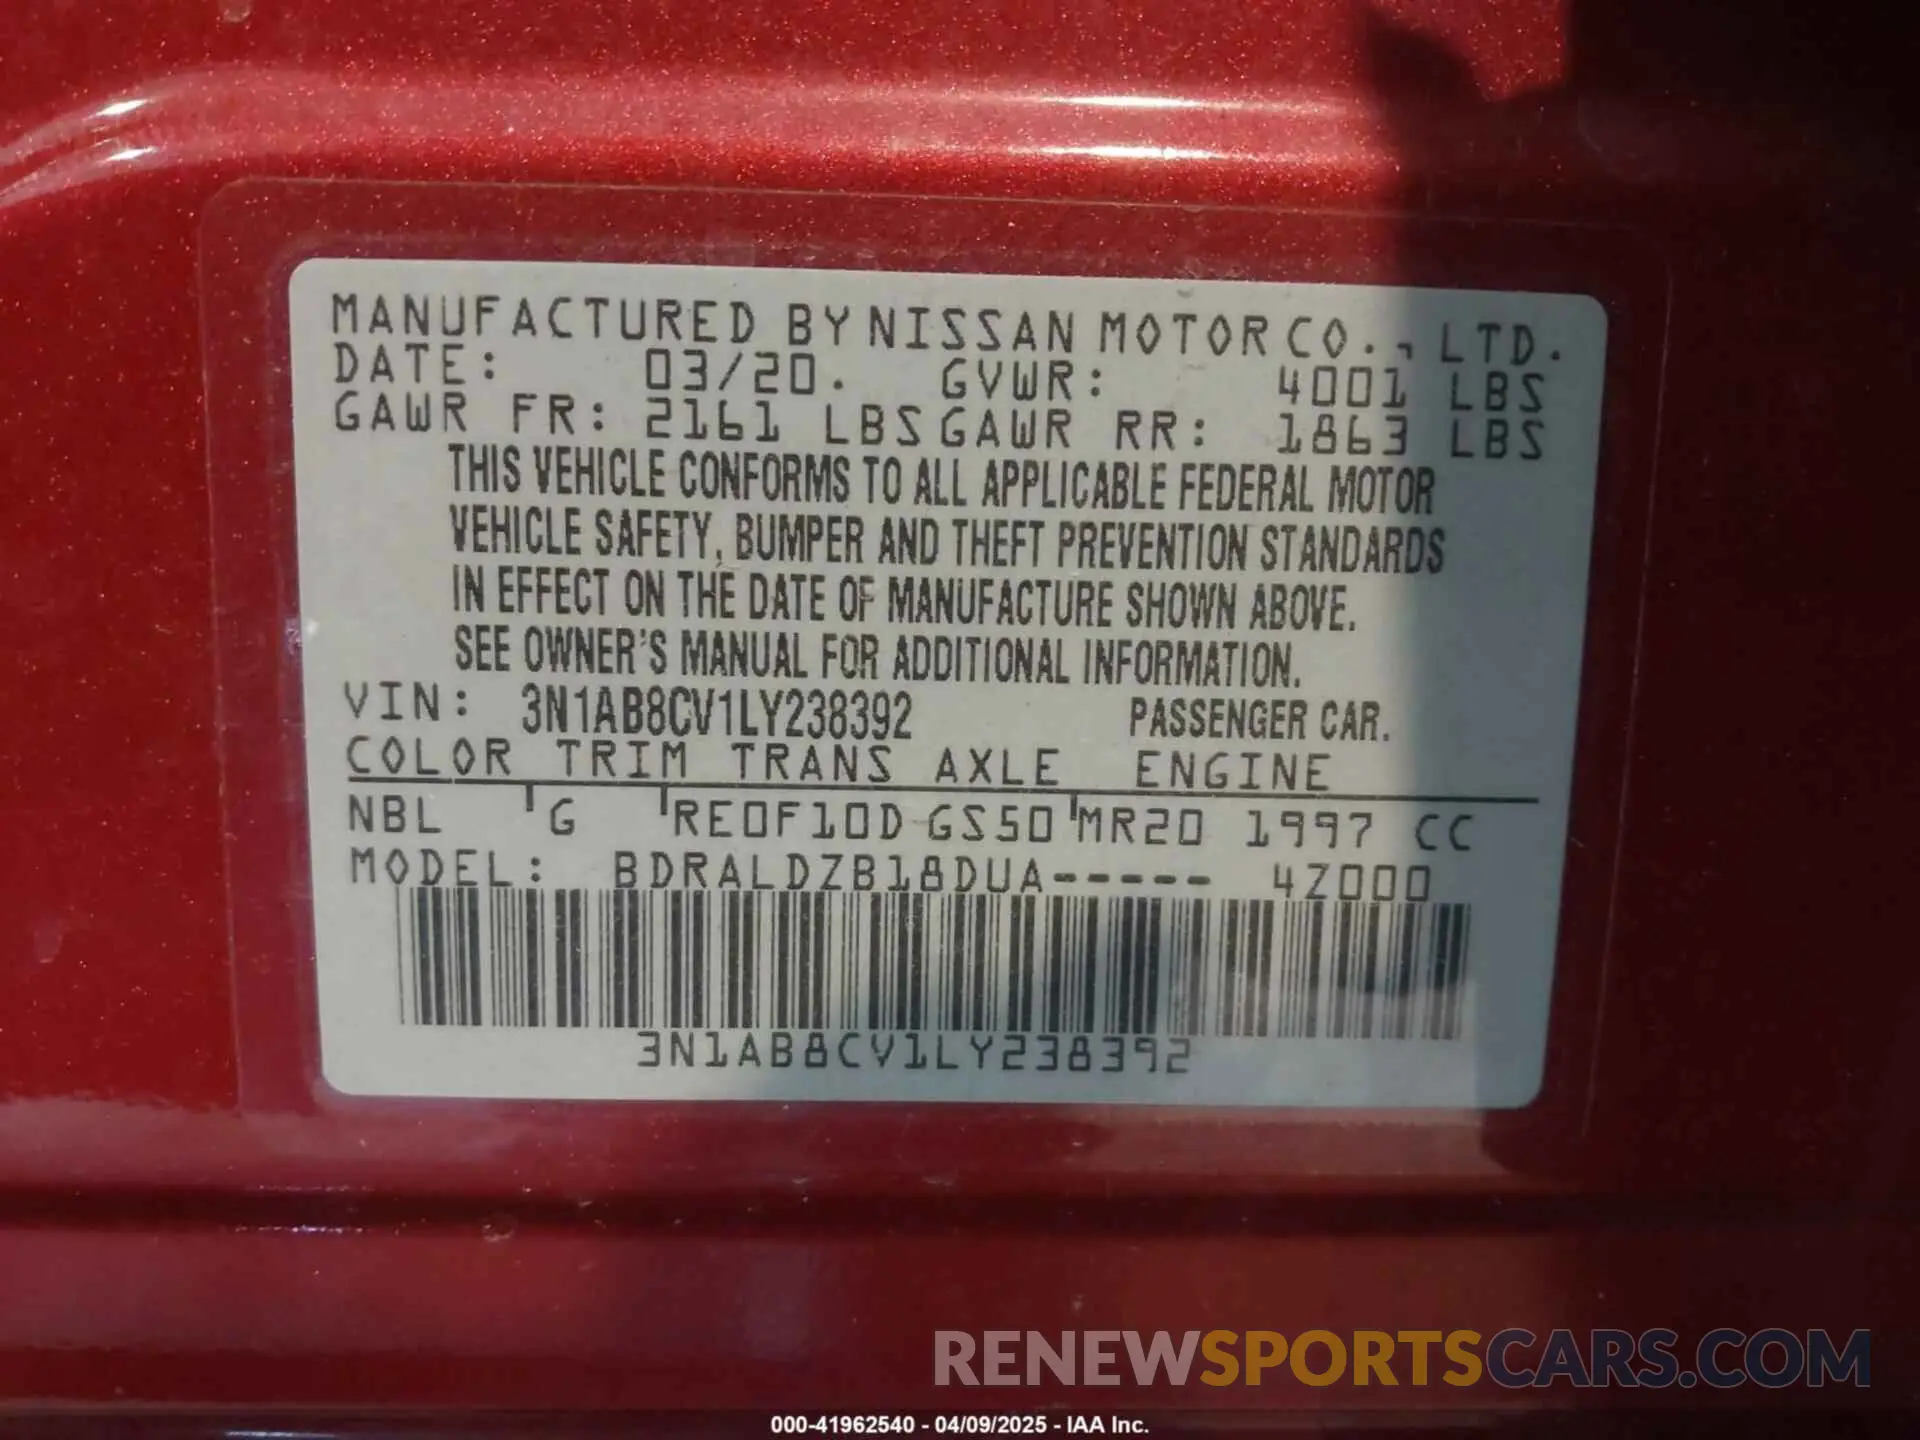 MANUFACTURED BY NISSAN MOTOR CO., LTD.
DATE: 03/20. GVWR: 4001 LBS
GAWR FR: 2161 LBS GAWR RR: 1863 LBS
THIS VEHICLE CONFORMS TO ALL APPLICABLE FEDERAL MOTOR
VEHICLE SAFETY, BUMPER AND THEFT PREVENTION STANDARDS
IN EFFECT ON THE DATE OF MANUFACTURE SHOWN ABOVE.
SEE OWNER'S MANUAL FOR ADDITIONAL INFORMATION.
VIN: 3N1AB8CV1LY238392 PASSENGER CAR.
COLOR TRIM TRANS AXLE ENGINE
NBL G RE0F10D GS50 MR20 1997 CC
MODEL: BDRALDZB18DUA----- 4Z000
3N1AB8CV1LY238392
RENEWSPORTSCARS.COM
000-41962540 - 04/09/2025 - IAA Inc.